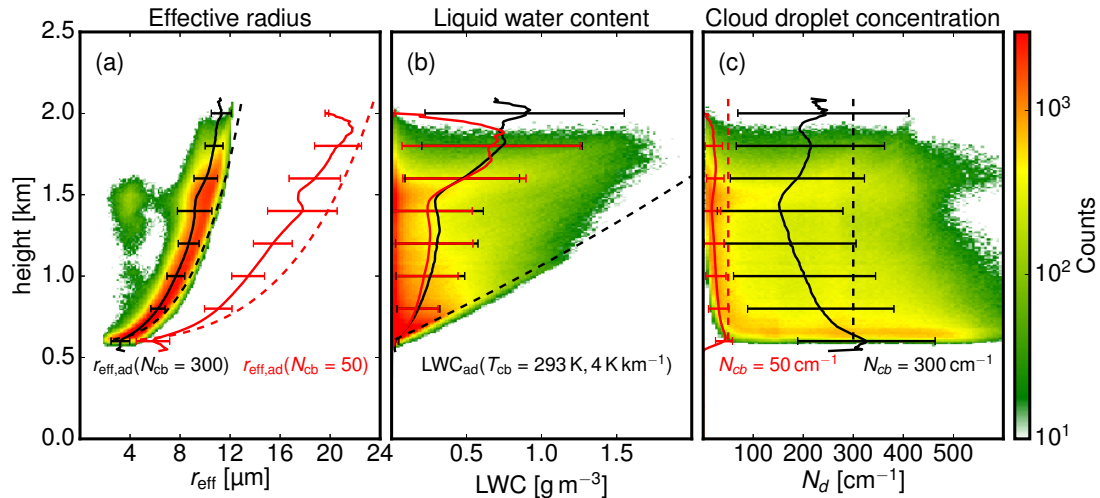 Effective radius
Liquid water content
Cloud droplet concentration
(a)
(b)
(c)
2.5
2.0
1.5
1.0
0.5
0.0
height [km]
r_eff,ad(N_cb = 300)
r_eff,ad(N_cb = 50)
LWC_ad(T_cb = 293 K, 4 K km⁻¹)
N_cb = 50 cm⁻¹
N_cb = 300 cm⁻¹
4 8 12 16 20 24
r_eff [µm]
0.5 1.0 1.5
LWC [g m⁻³]
100 200 300 400 500
N_d [cm⁻¹]
10³
10²
10¹
Counts